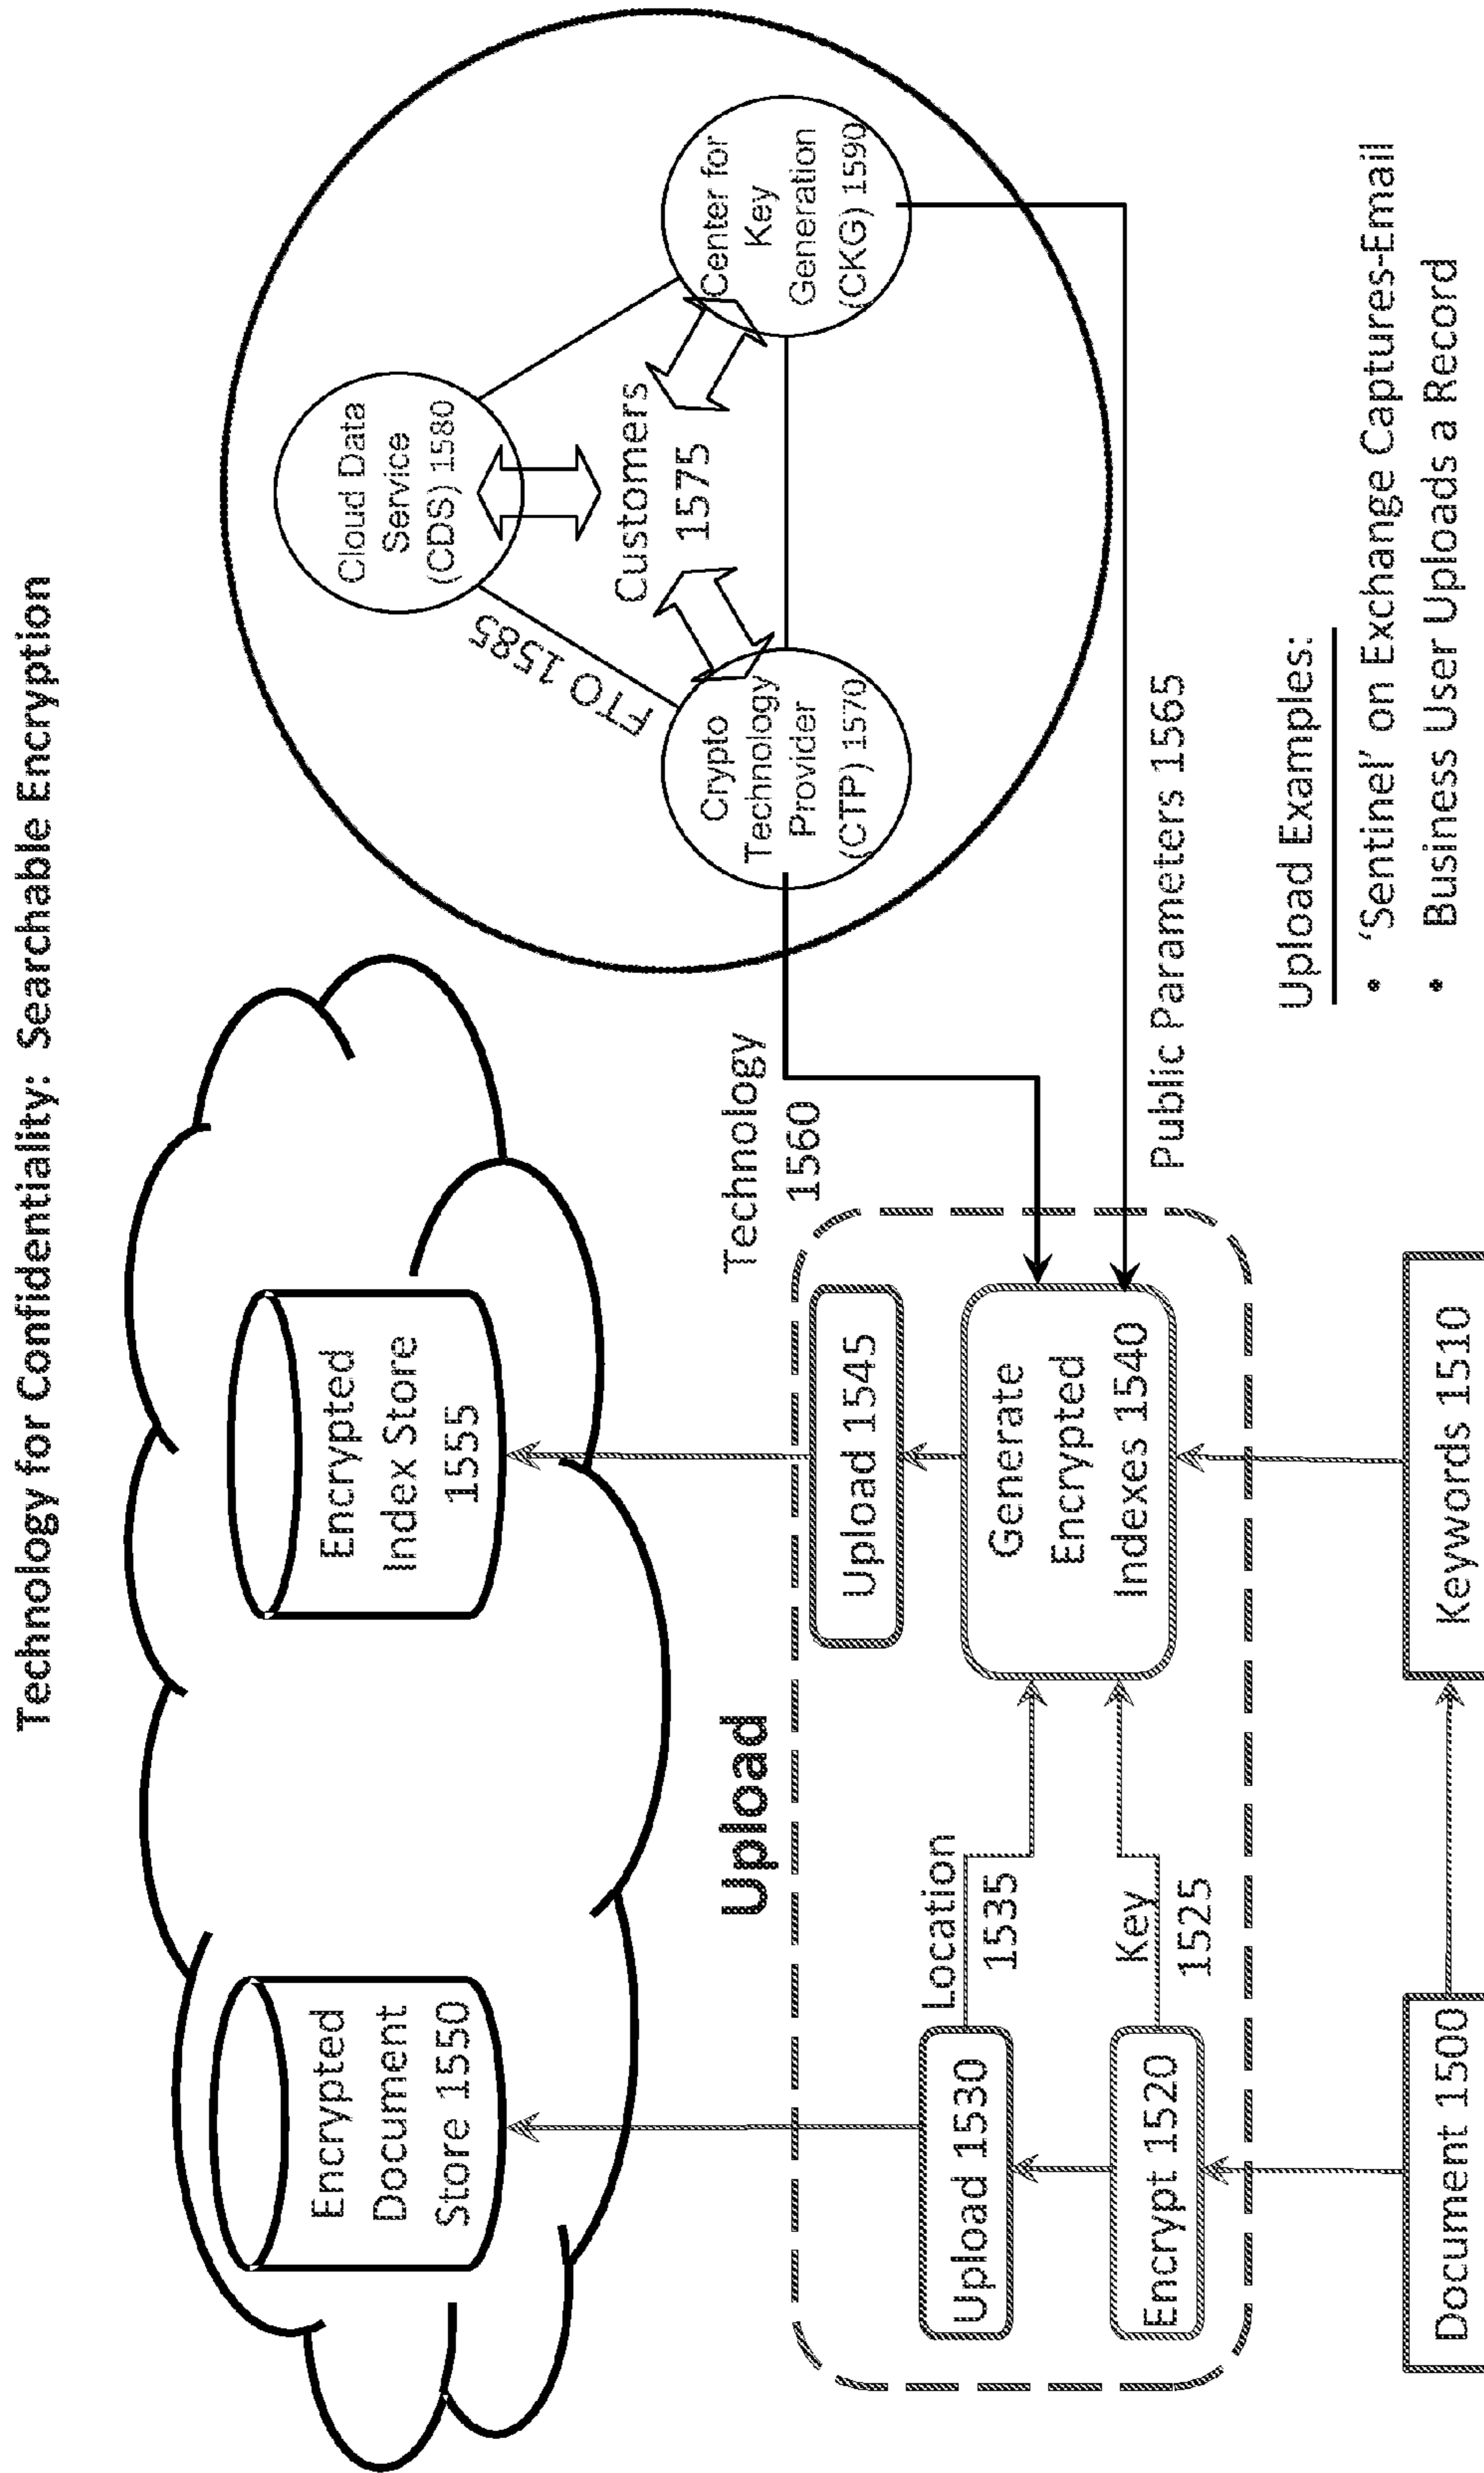 Technology for Confidentiality: Searchable Encryption
Encrypted
Document
Store 1550
Encrypted
Index Store
1555
Upload
Upload 1530
Encrypt 1520
Location
1535
Key
1525
Upload 1545
Generate
Encrypted
Indexes 1540
Document 1500
Keywords 1510
Technology
1560
Public Parameters 1565
Cloud Data
Service
(CDS) 1580
FTO 1585
Customers
1575
Crypto
Technology
Provider
(CTP) 1570
Center for
Key
Generation
(CKG) 1590
Upload Examples:
• ‘Sentinel’ on Exchange Captures-Email
• Business User Uploads a Record